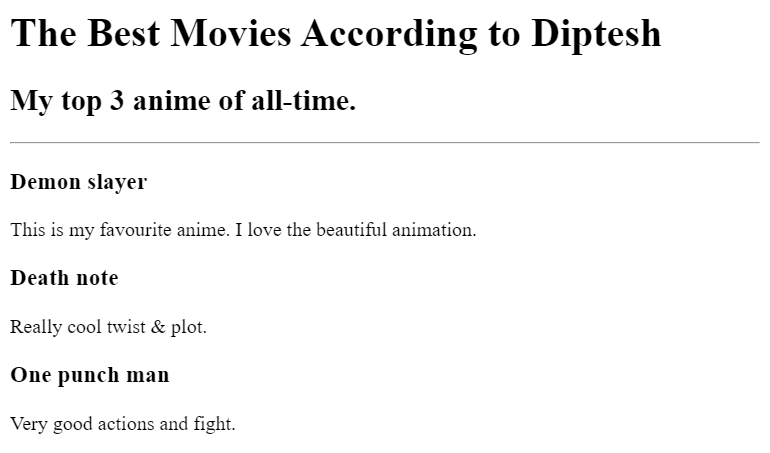 The Best Movies According to Diptesh
My top 3 anime of all-time.
Demon slayer
This is my favourite anime. I love the beautiful animation.
Death note
Really cool twist & plot.
One punch man
Very good actions and fight.